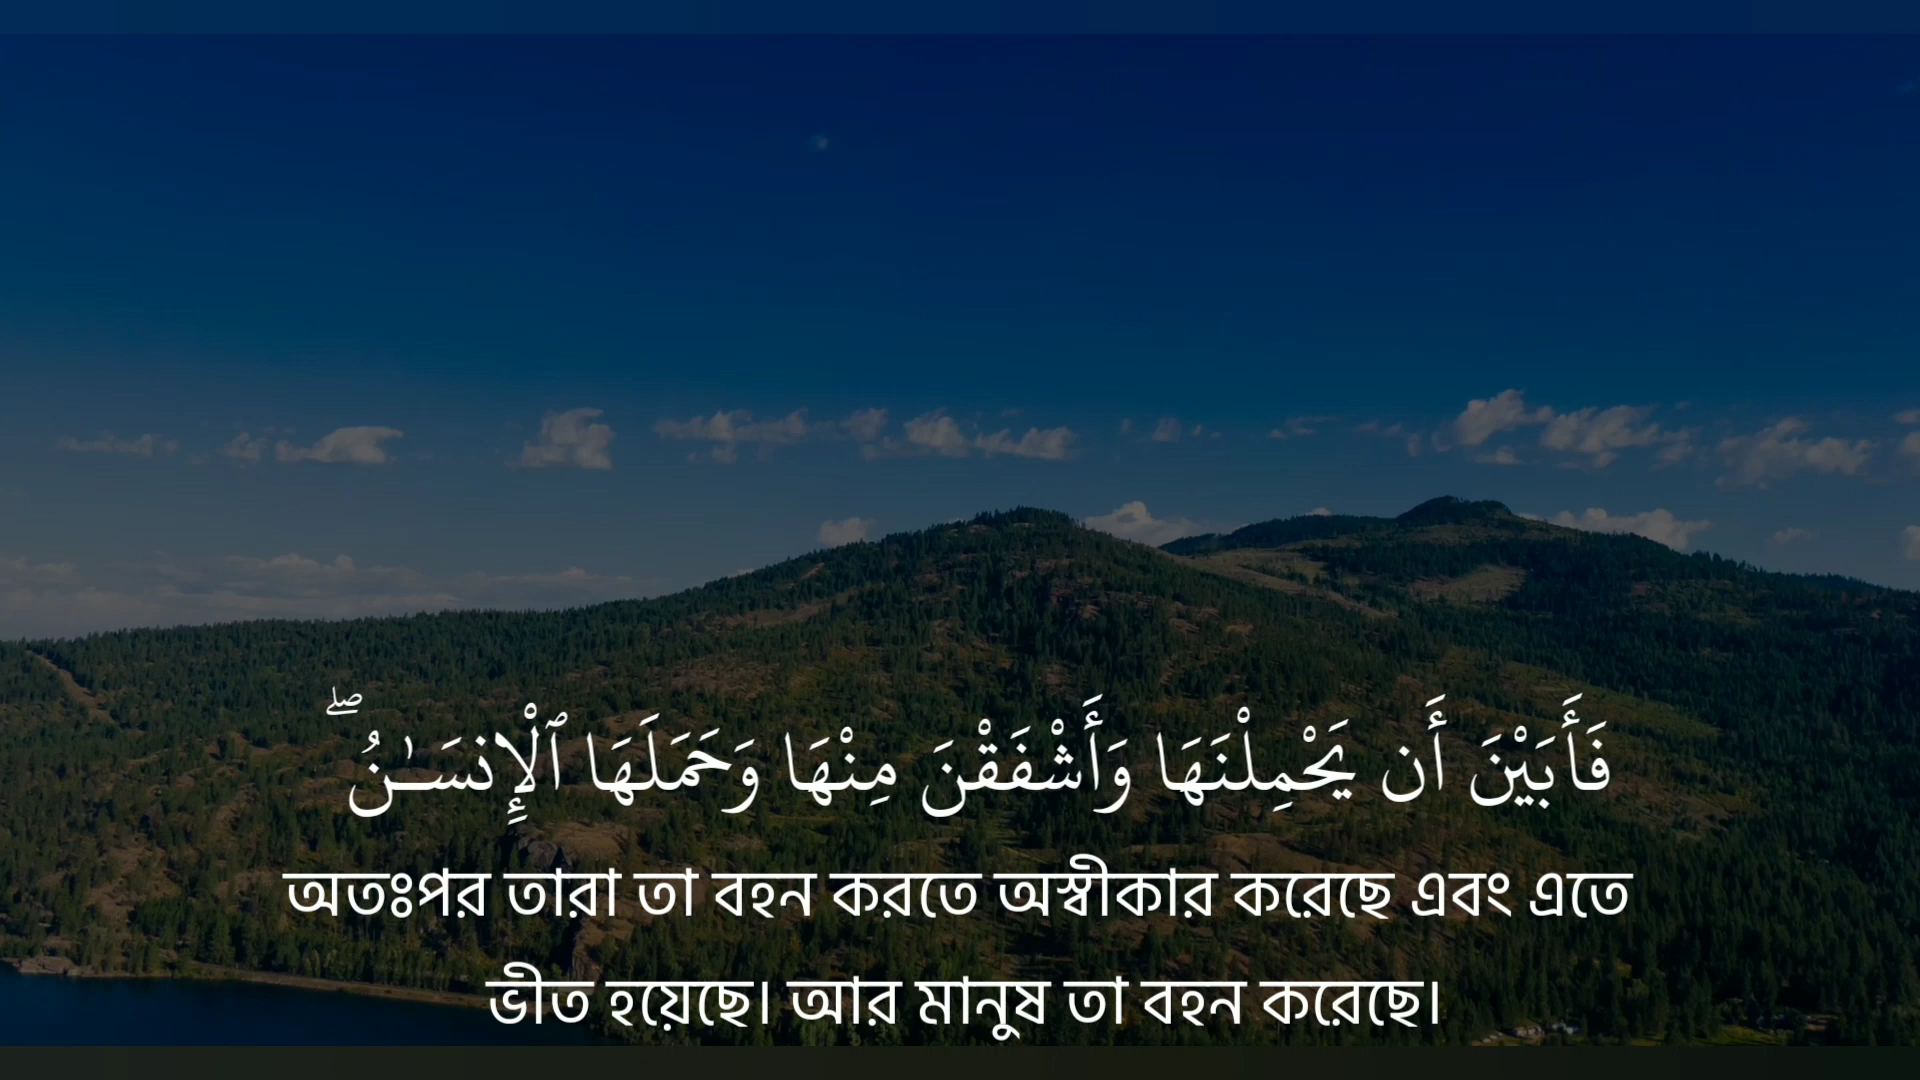 فَأَبَيْنَ أَن يَحْمِلْنَهَا وَأَشْفَقْنَ مِنْهَا وَحَمَلَهَا ٱلْإِنسَـٰنُ ۖ
অতঃপর তারা তা বহন করতে অস্বীকার করেছে এবং এতে
ভীত হয়েছে। আর মানুষ তা বহন করেছে।